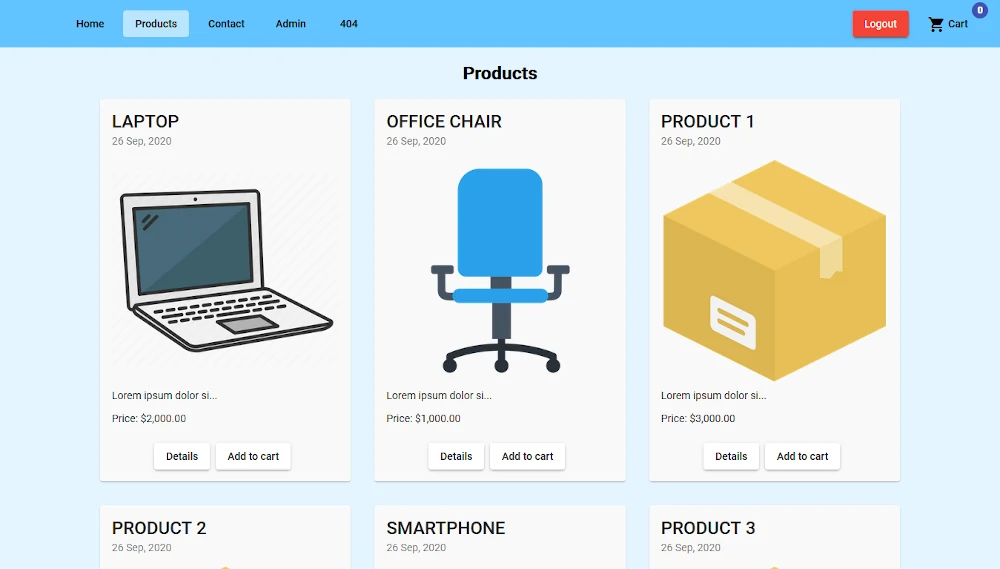 Home Products Contact Admin 404 Logout Cart 0
Products
LAPTOP
26 Sep, 2020
Lorem ipsum dolor si...
Price: $2,000.00
Details Add to cart
OFFICE CHAIR
26 Sep, 2020
Lorem ipsum dolor si...
Price: $1,000.00
Details Add to cart
PRODUCT 1
26 Sep, 2020
Lorem ipsum dolor si...
Price: $3,000.00
Details Add to cart
PRODUCT 2
26 Sep, 2020
SMARTPHONE
26 Sep, 2020
PRODUCT 3
26 Sep, 2020